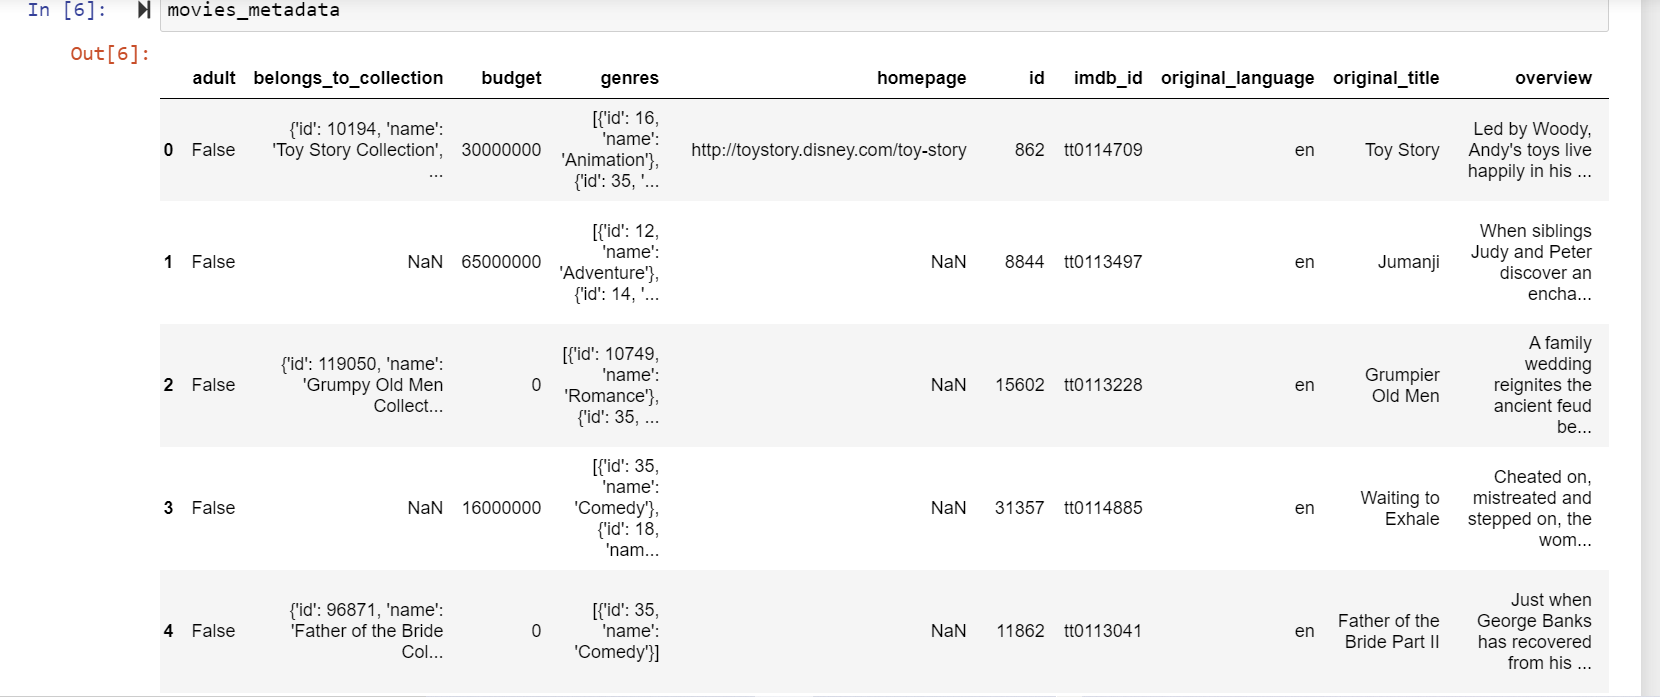 In [6]: movies_metadata
Out[6]:
adult belongs_to_collection budget genres homepage id imdb_id original_language original_title overview
[{'id': 16,
{'id': 10194, 'name': 'name': Led by Woody,
0 False 'Toy Story Collection', 30000000 'Animation'}, http://toystory.disney.com/toy-story 862 tt0114709 en Toy Story Andy's toys live
... {'id': 35, '... happily in his ...
[{'id': 12, When siblings
'name': Judy and Peter
1 False NaN 65000000 'Adventure'}, NaN 8844 tt0113497 en Jumanji discover an
{'id': 14, '... encha...
A family
[{'id': 10749, wedding
{'id': 119050, 'name': 'name': Grumpier reignites the
2 False 'Grumpy Old Men 0 'Romance'}, NaN 15602 tt0113228 en Old Men ancient feud
Collect... {'id': 35, ... be...
[{'id': 35, Cheated on,
'name': Waiting to mistreated and
3 False NaN 16000000 'Comedy'}, NaN 31357 tt0114885 en Exhale stepped on, the
{'id': 18, wom...
'nam...
Just when
{'id': 96871, 'name': [{'id': 35, Father of the George Banks
4 False 'Father of the Bride 0 'name': NaN 11862 tt0113041 en Bride Part II has recovered
Col... 'Comedy'}] from his ...